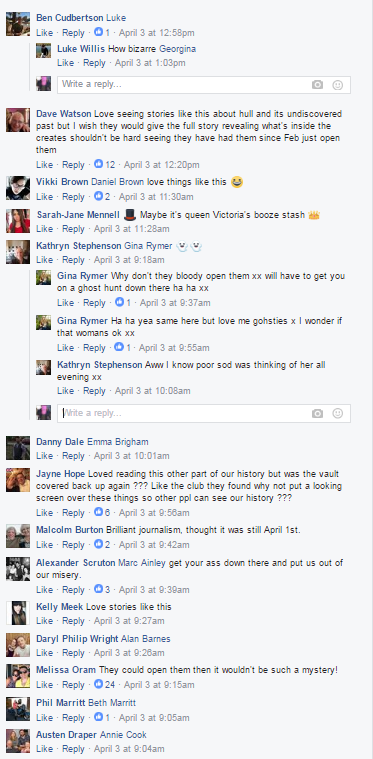 Ben Cudbertson Luke
Like · Reply · 1 · April 3 at 12:58pm
Luke Willis How bizarre Georgina
Like · Reply · April 3 at 1:03pm
Write a reply...
Dave Watson Love seeing stories like this about hull and its undiscovered
past but I wish they would give the full story revealing what's inside the
creates shouldn't be hard seeing they have had them since Feb just open
them
Like · Reply · 12 · April 3 at 12:20pm
Vikki Brown Daniel Brown love things like this 😂
Like · Reply · 2 · April 3 at 11:30am
Sarah-Jane Mennell 🎩 Maybe it's queen Victoria's booze stash 👑
Like · Reply · April 3 at 11:28am
Kathryn Stephenson Gina Rymer 👻 👻
Like · Reply · April 3 at 9:18am
Gina Rymer Why don't they bloody open them xx will have to get you
on a ghost hunt down there ha ha xx
Like · Reply · 1 · April 3 at 9:37am
Gina Rymer Ha ha yea same here but love me gohsties x I wonder if
that womans ok xx
Like · Reply · 1 · April 3 at 9:55am
Kathryn Stephenson Aww I know poor sod was thinking of her all
evening xx
Like · Reply · April 3 at 10:08am
Write a reply...
Danny Dale Emma Brigham
Like · Reply · April 3 at 10:01am
Jayne Hope Loved reading this other part of our history but was the vault
covered back up again ??? Like the club they found why not put a looking
screen over these things so other ppl can see our history ???
Like · Reply · 6 · April 3 at 9:56am
Malcolm Burton Brilliant journalism, thought it was still April 1st.
Like · Reply · 2 · April 3 at 9:42am
Alexander Scruton Marc Ainley get your ass down there and put us out of
our misery.
Like · Reply · 3 · April 3 at 9:39am
Kelly Meek Love stories like this
Like · Reply · April 3 at 9:27am
Daryl Philip Wright Alan Barnes
Like · Reply · April 3 at 9:26am
Melissa Oram They could open them then it wouldn't be such a mystery!
Like · Reply · 24 · April 3 at 9:15am
Phil Marritt Beth Marritt
Like · Reply · 1 · April 3 at 9:05am
Austen Draper Annie Cook
Like · Reply · April 3 at 9:04am